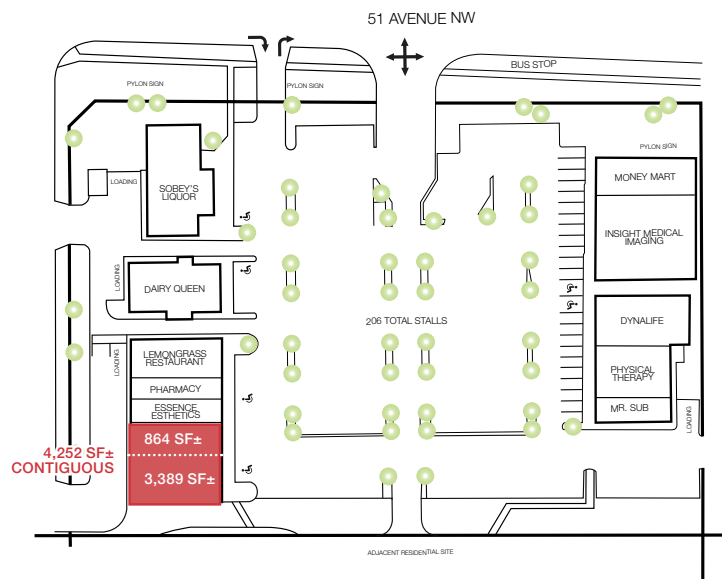 51 AVENUE NW
BUS STOP
PYLON SIGN
PYLON SIGN
PYLON SIGN
LOADING
SOBEY'S
LIQUOR
MONEY MART
INSIGHT MEDICAL
IMAGING
LOADING
DAIRY QUEEN
206 TOTAL STALLS
DYNALIFE
LOADING
LEMONGRASS
RESTAURANT
PHARMACY
ESSENCE
ESTHETICS
PHYSICAL
THERAPY
MR. SUB
LOADING
864 SF±
4,252 SF±
CONTIGUOUS
3,389 SF±
ADJACENT RESIDENTIAL SITE